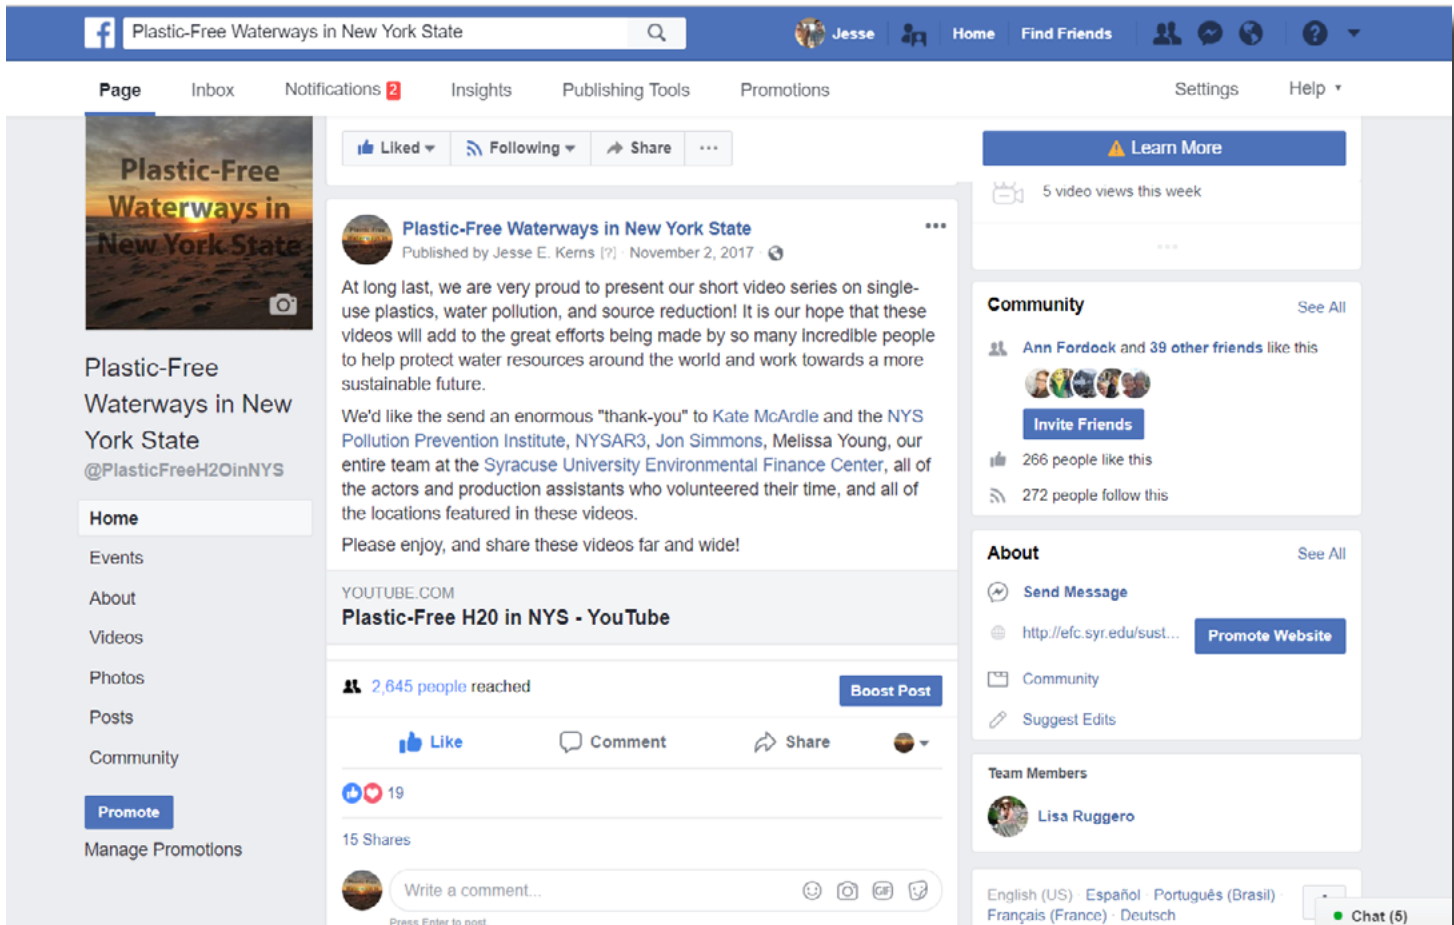 f
Plastic-Free Waterways in New York State
Jesse
Home
Find Friends
?
Page
Inbox
Notifications 2
Insights
Publishing Tools
Promotions
Settings
Help
Plastic-Free
Waterways in
New York State
Plastic-Free
Waterways in New
York State
@PlasticFreeH2OinNYS
Home
Events
About
Videos
Photos
Posts
Community
Promote
Manage Promotions
Liked
Following
Share
...
Plastic-Free Waterways in New York State
...
Published by Jesse E. Kerns [?] · November 2, 2017 ·
At long last, we are very proud to present our short video series on single-
use plastics, water pollution, and source reduction! It is our hope that these
videos will add to the great efforts being made by so many incredible people
to help protect water resources around the world and work towards a more
sustainable future.
We'd like the send an enormous "thank-you" to Kate McArdle and the NYS
Pollution Prevention Institute, NYSAR3, Jon Simmons, Melissa Young, our
entire team at the Syracuse University Environmental Finance Center, all of
the actors and production assistants who volunteered their time, and all of
the locations featured in these videos.
Please enjoy, and share these videos far and wide!
YOUTUBE.COM
Plastic-Free H20 in NYS - YouTube
2,645 people reached
Boost Post
Like
Comment
Share
19
15 Shares
Write a comment...
GIF
Press Enter to post.
Learn More
5 video views this week
...
Community
See All
Ann Fordock and 39 other friends like this
Invite Friends
266 people like this
272 people follow this
About
See All
Send Message
http://efc.syr.edu/sust...
Promote Website
Community
Suggest Edits
Team Members
Lisa Ruggero
English (US) · Español · Português (Brasil) ·
Français (France) · Deutsch
Chat (5)